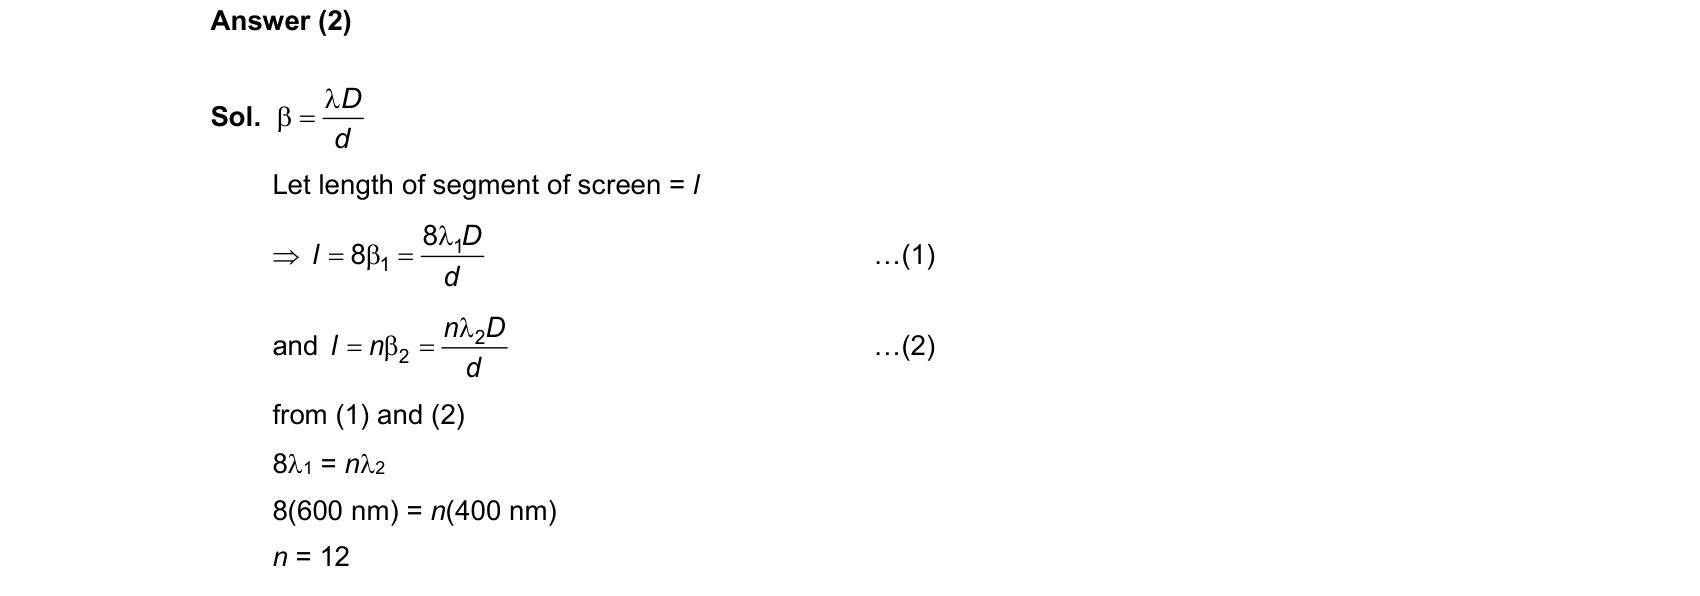 Answer (2)
Sol. β = λD/d
Let length of segment of screen = l
⇒ l = 8β₁ = 8λ₁D/d ...(1)
and l = nβ₂ = nλ₂D/d ...(2)
from (1) and (2)
8λ₁ = nλ₂
8(600 nm) = n(400 nm)
n = 12